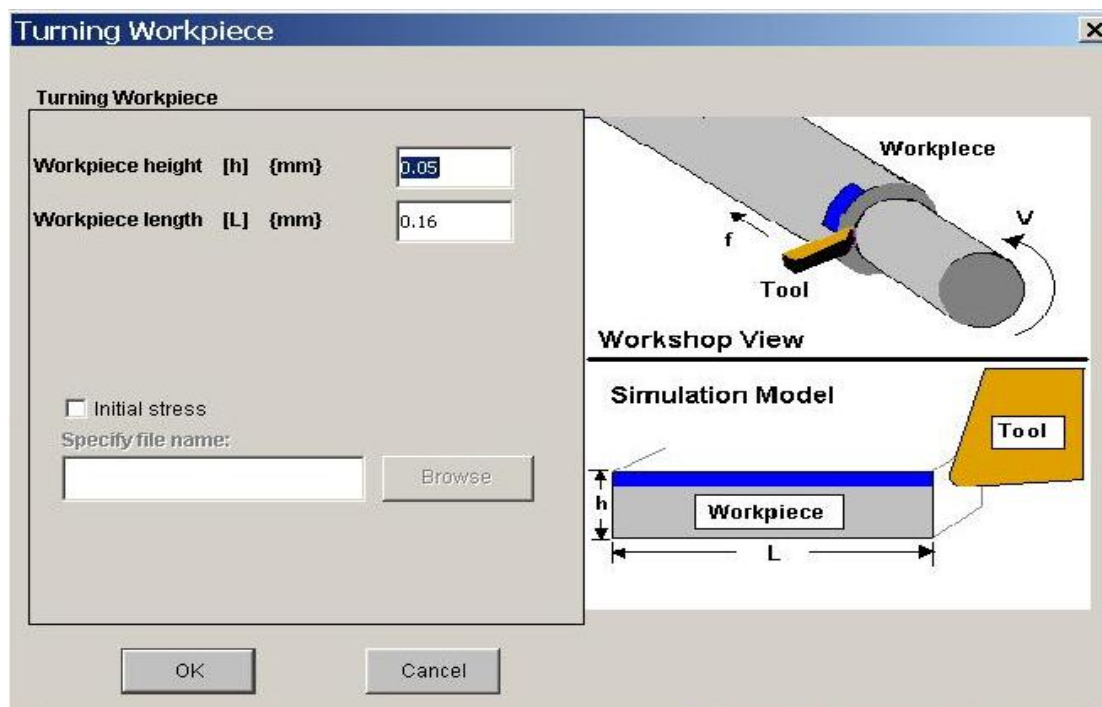 Turning Workpiece
Turning Workpiece
Workpiece height [h] {mm} 0.05
Workpiece length [L] {mm} 0.16
Initial stress
Specify file name:
Browse
OK Cancel
Workpiece
V
f
Tool
Workshop View
Simulation Model
Tool
h
Workpiece
L